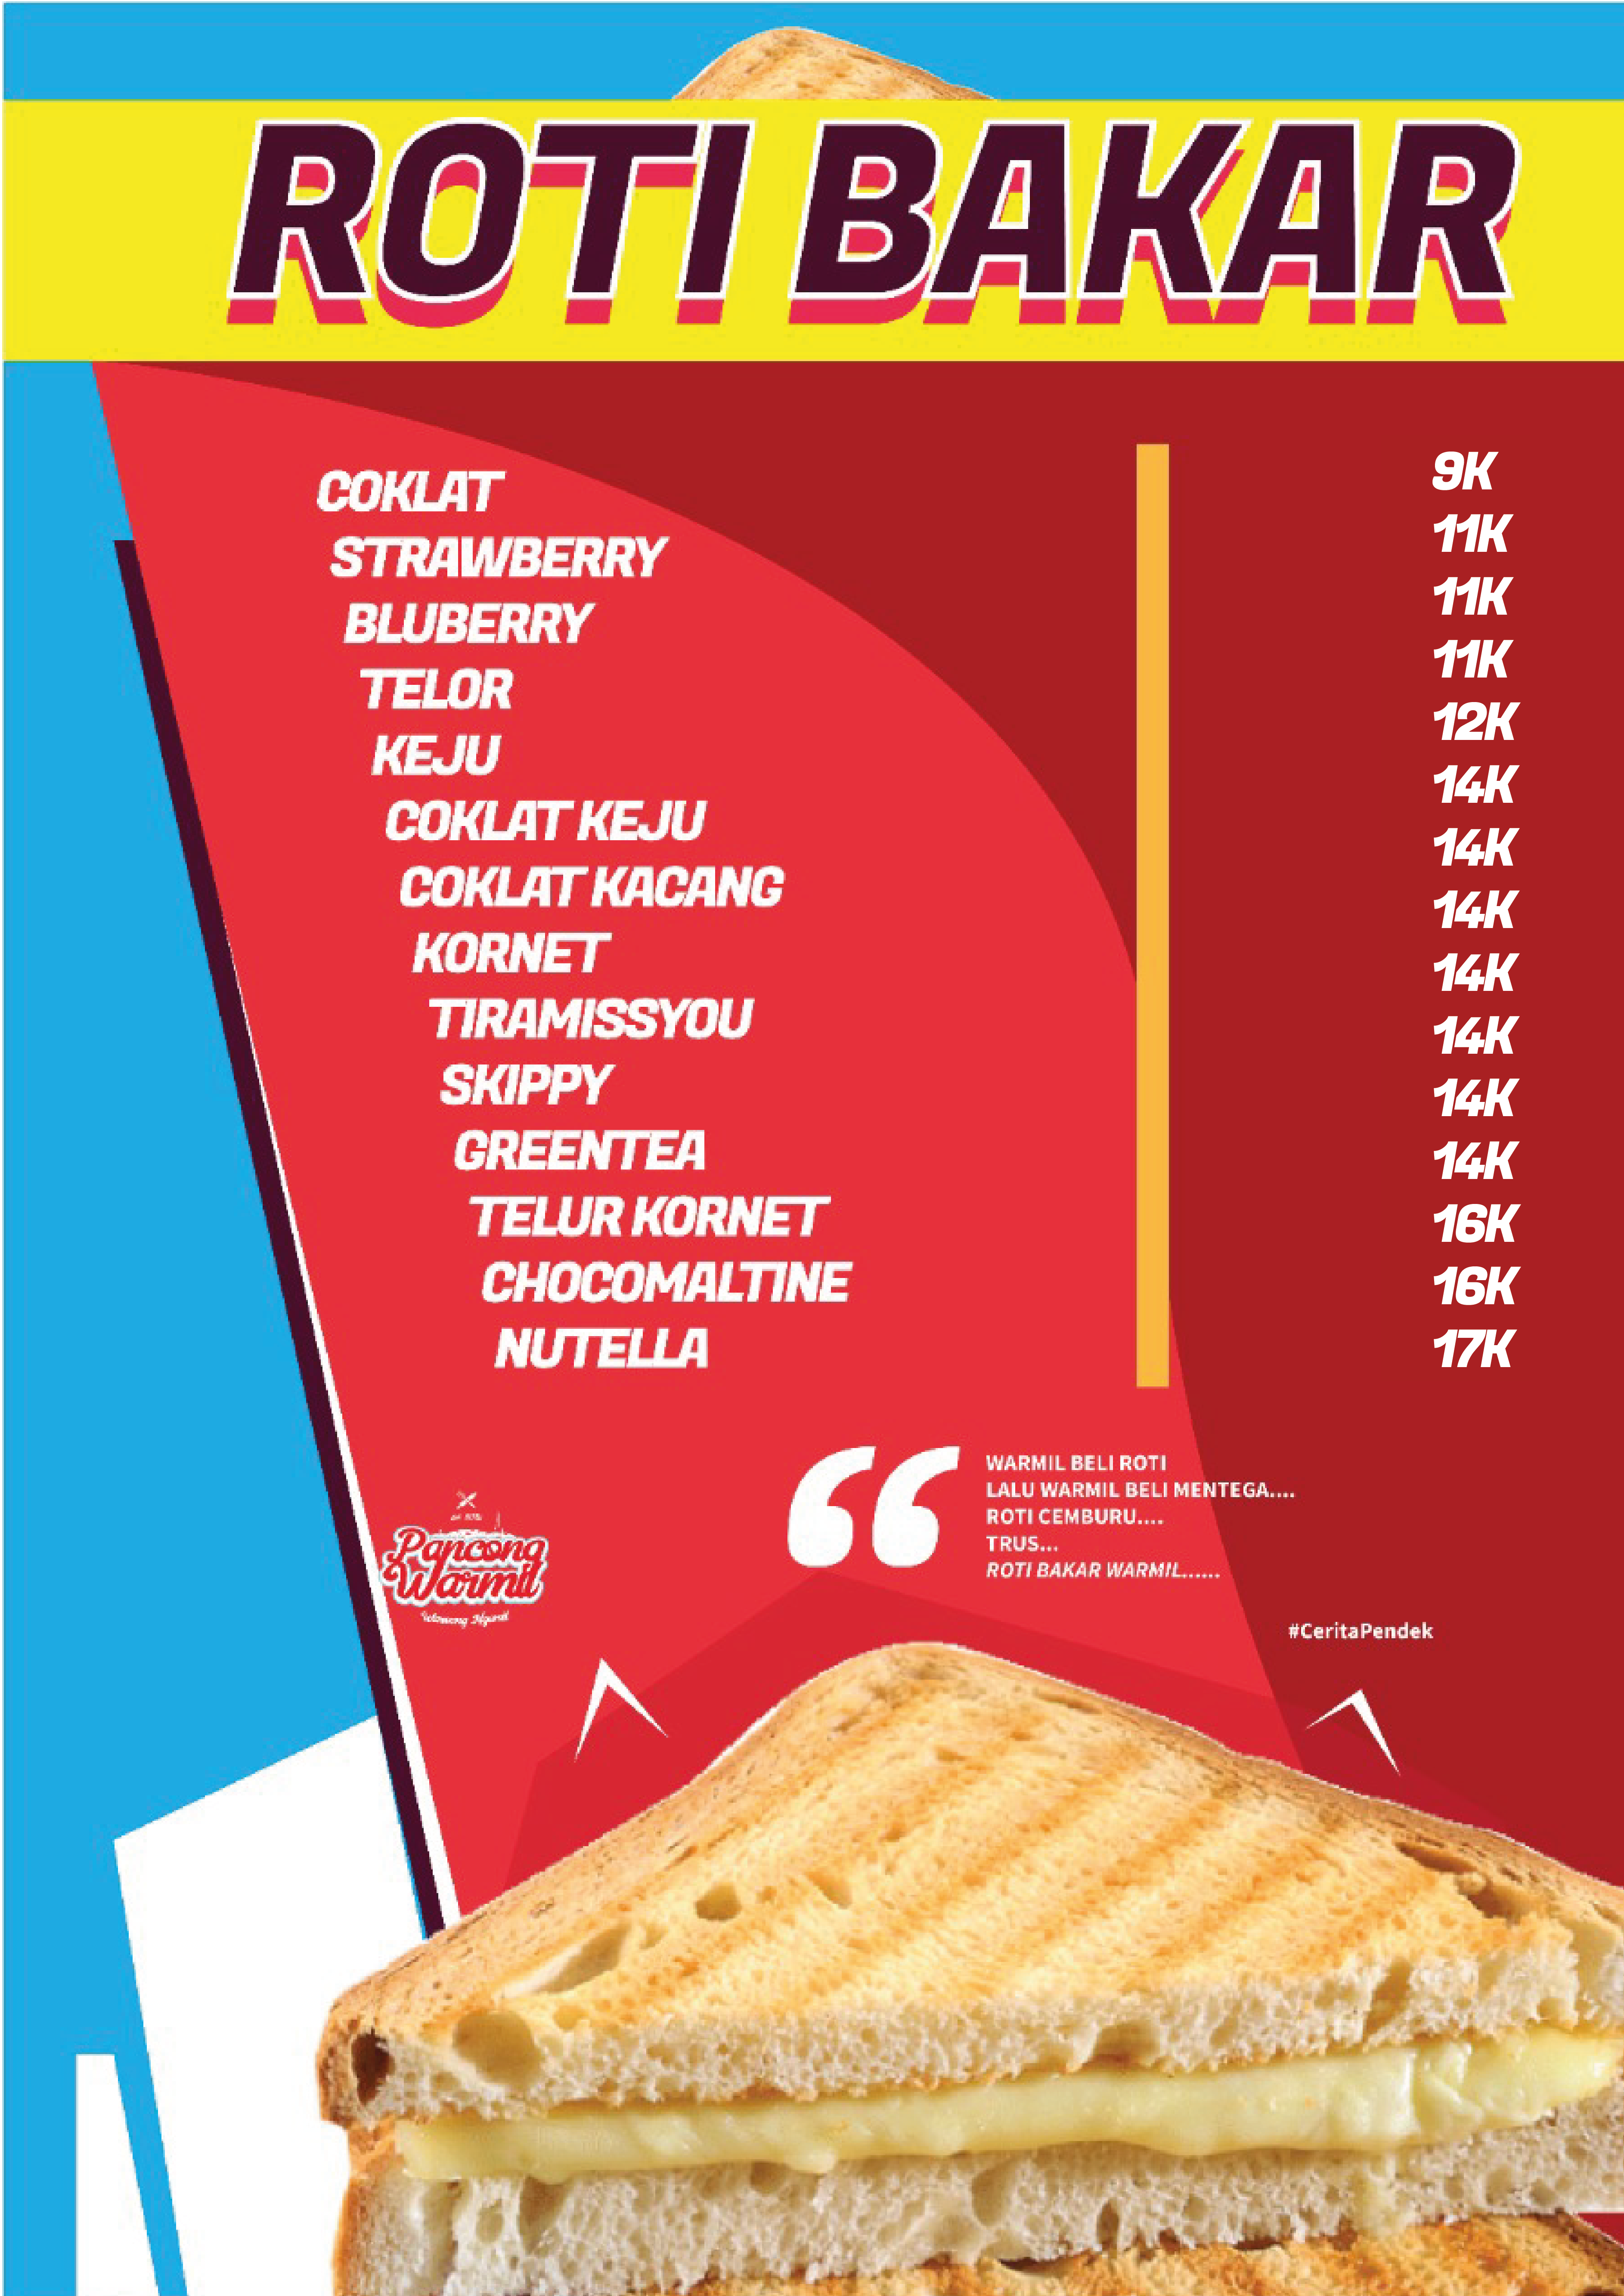 ROTI BAKAR
COKLAT 9K
STRAWBERRY 11K
BLUBERRY 11K
TELOR 11K
KEJU 12K
COKLAT KEJU 14K
COKLAT KACANG 14K
KORNET 14K
TIRAMISSYOU 14K
SKIPPY 14K
GREENTEA 14K
TELUR KORNET 14K
CHOCOMALTINE 16K
NUTELLA 16K
17K
“
WARMIL BELI ROTI
LALU WARMIL BELI MENTEGA....
ROTI CEMBURU....
TRUS...
ROTI BAKAR WARMIL......
Pancong
Warmil
#CeritaPendek